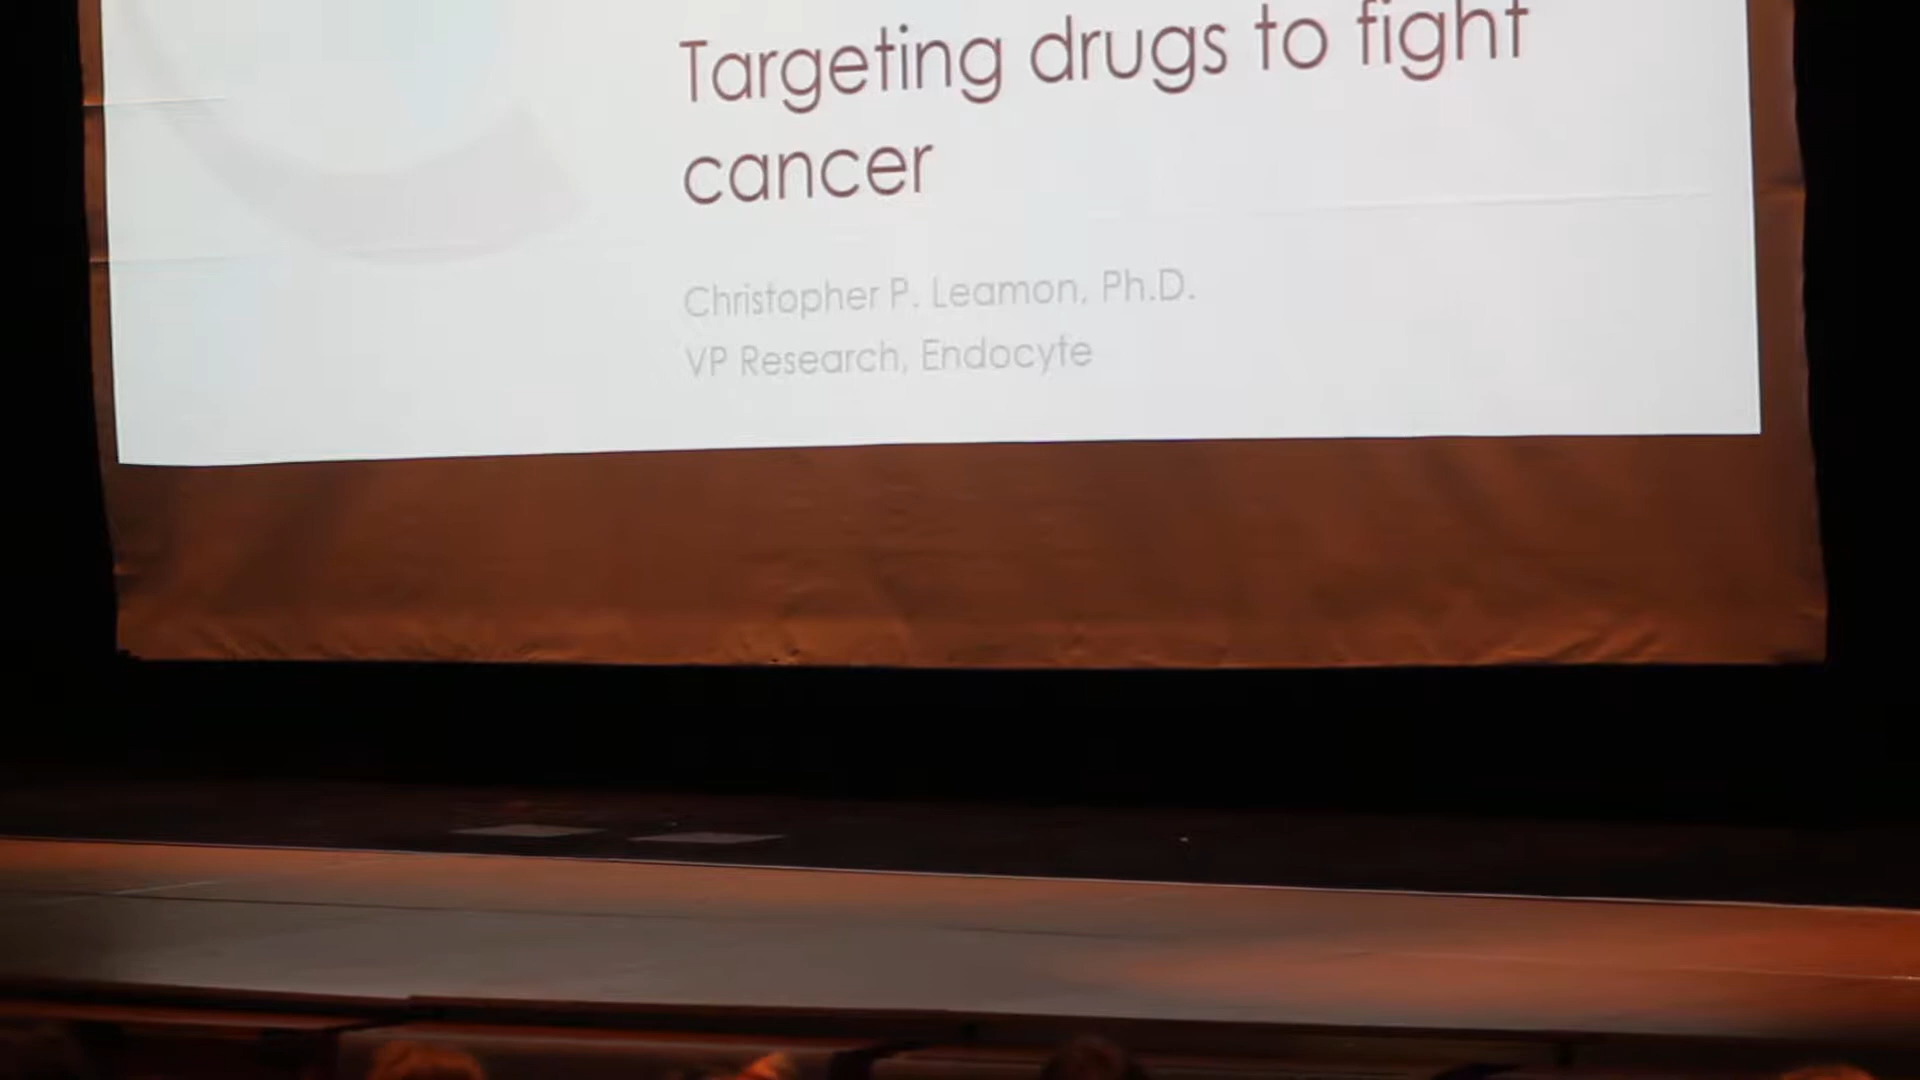 Targeting drugs to fight
cancer
Christopher P. Leamon, Ph.D.
VP Research, Endocyte